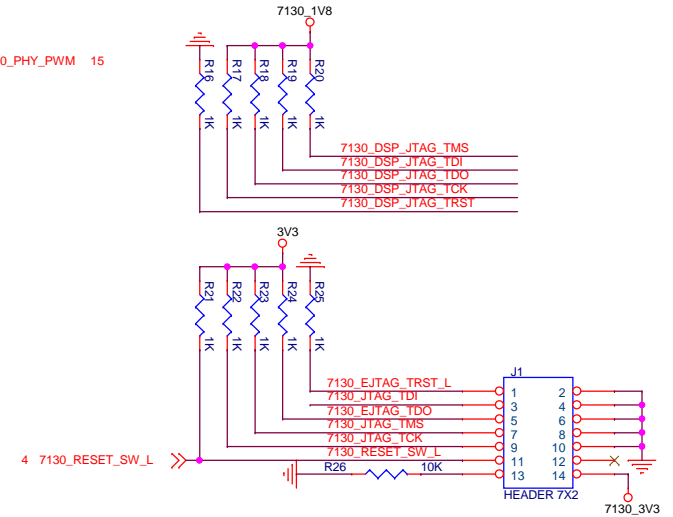 7130_1V8
0_PHY_PWM 15
R16 R17 R18 R19 R20
1K 1K 1K 1K 1K
7130_DSP_JTAG_TMS
7130_DSP_JTAG_TDI
7130_DSP_JTAG_TDO
7130_DSP_JTAG_TCK
7130_DSP_JTAG_TRST
3V3
R21 R22 R23 R24 R25
1K 1K 1K 1K 1K
J1
7130_EJTAG_TRST_L 1 2
7130_JTAG_TDI 3 4
7130_EJTAG_TDO 5 6
7130_JTAG_TMS 7 8
7130_JTAG_TCK 9 10
4 7130_RESET_SW_L 7130_RESET_SW_L 11 12
R26 10K 13 14
HEADER 7X2
7130_3V3